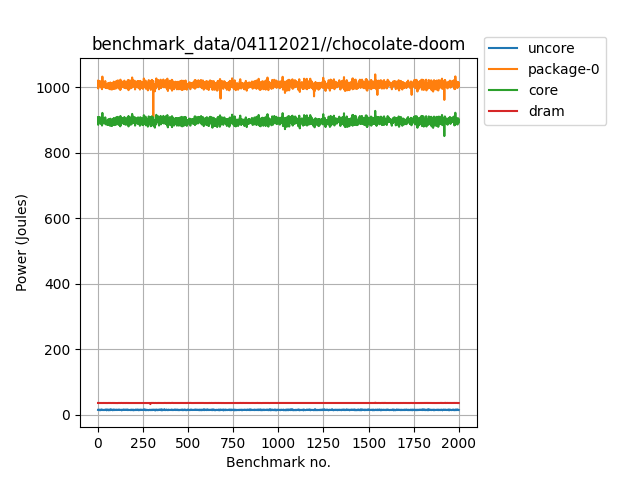 benchmark_data/04112021//chocolate-doom
uncore
package-0
core
dram
Power (Joules)
1000
800
600
400
200
0
0 250 500 750 1000 1250 1500 1750 2000
Benchmark no.